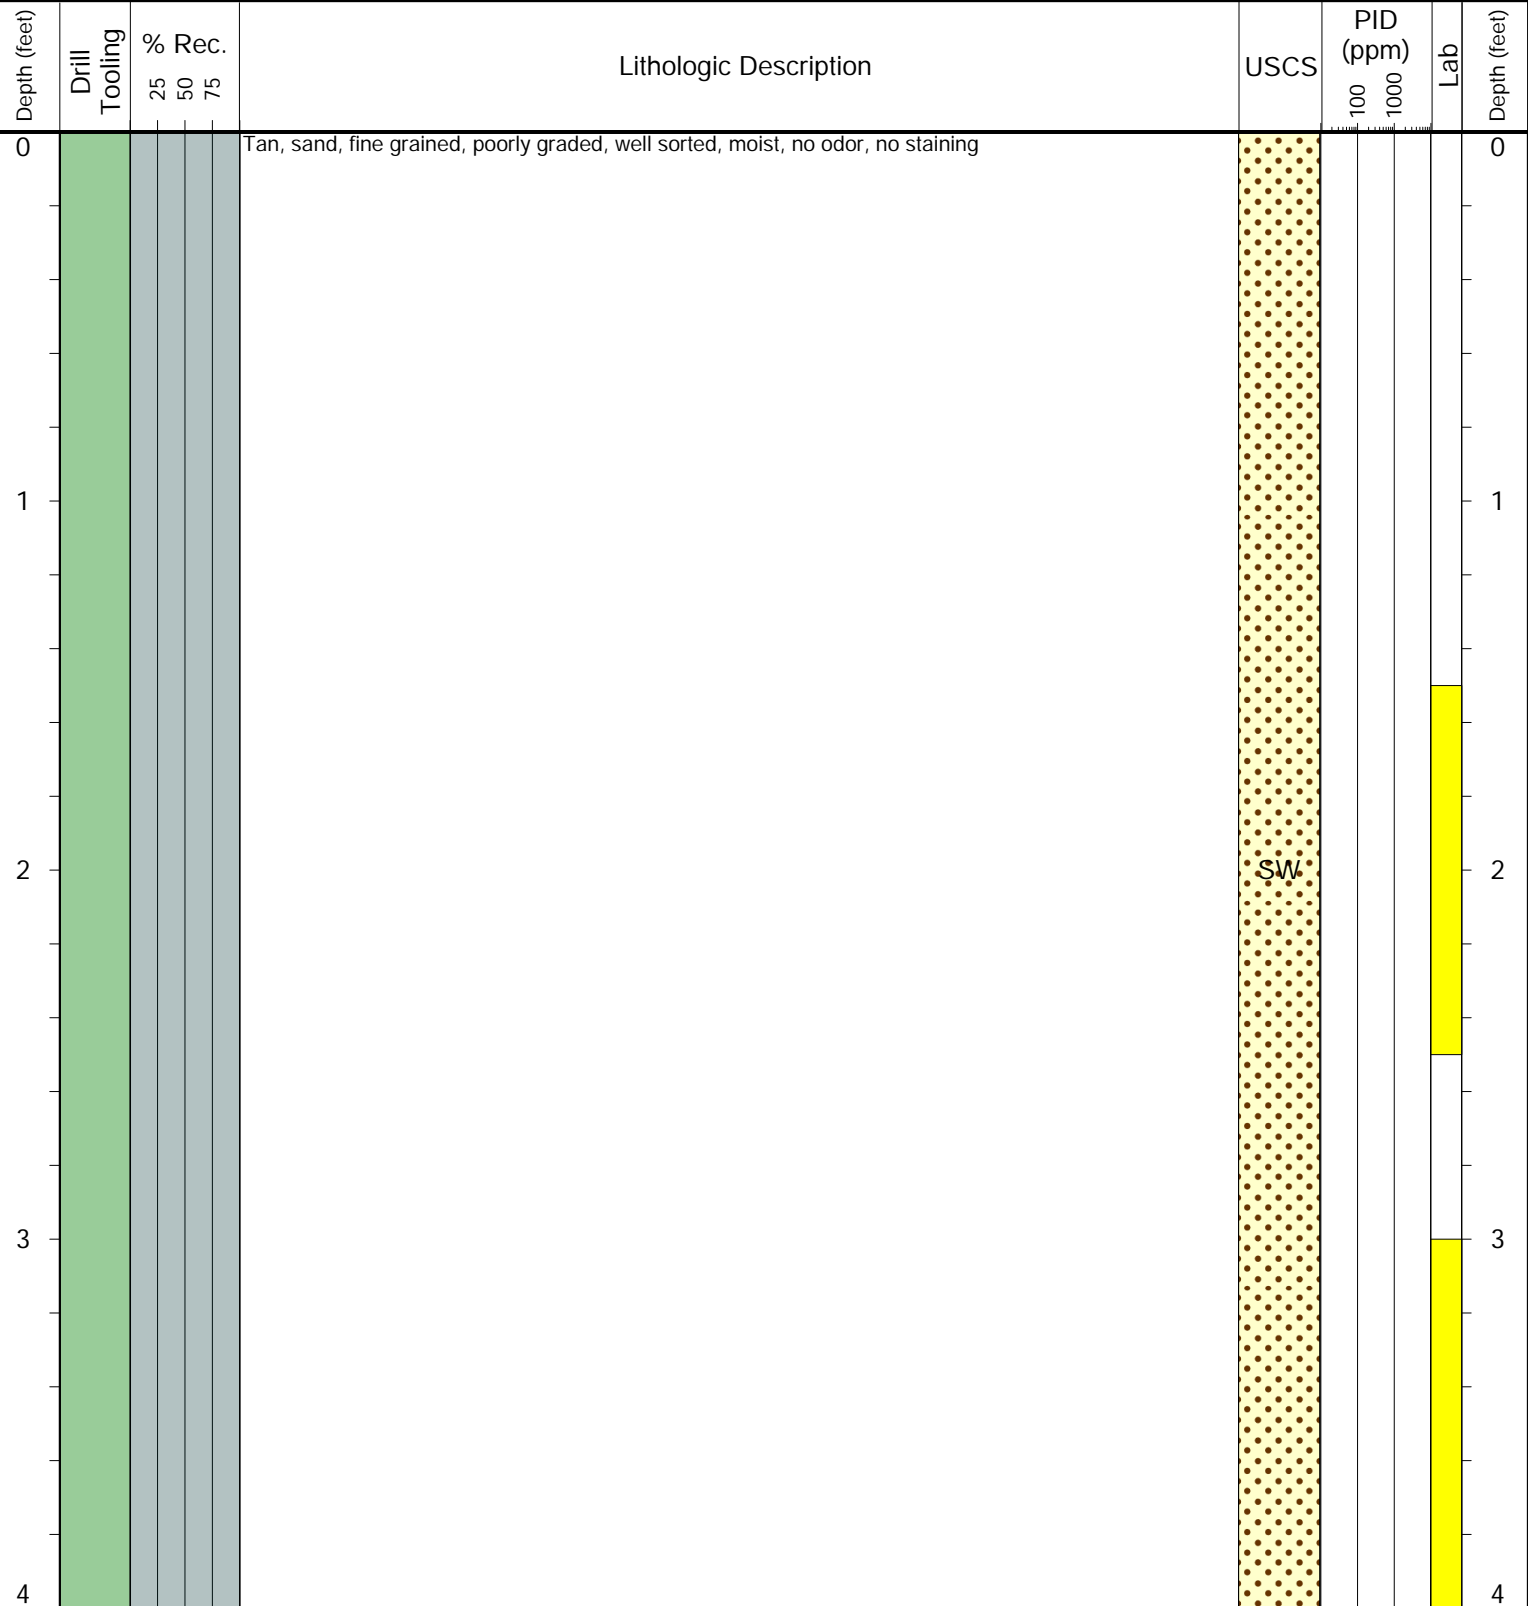 Depth (feet)
Drill
Tooling
% Rec.
25
50
75
Lithologic Description
USCS
PID
(ppm)
100
1000
Lab
Depth (feet)
0
Tan, sand, fine grained, poorly graded, well sorted, moist, no odor, no staining
0
1
1
2
SW
2
3
3
4
4